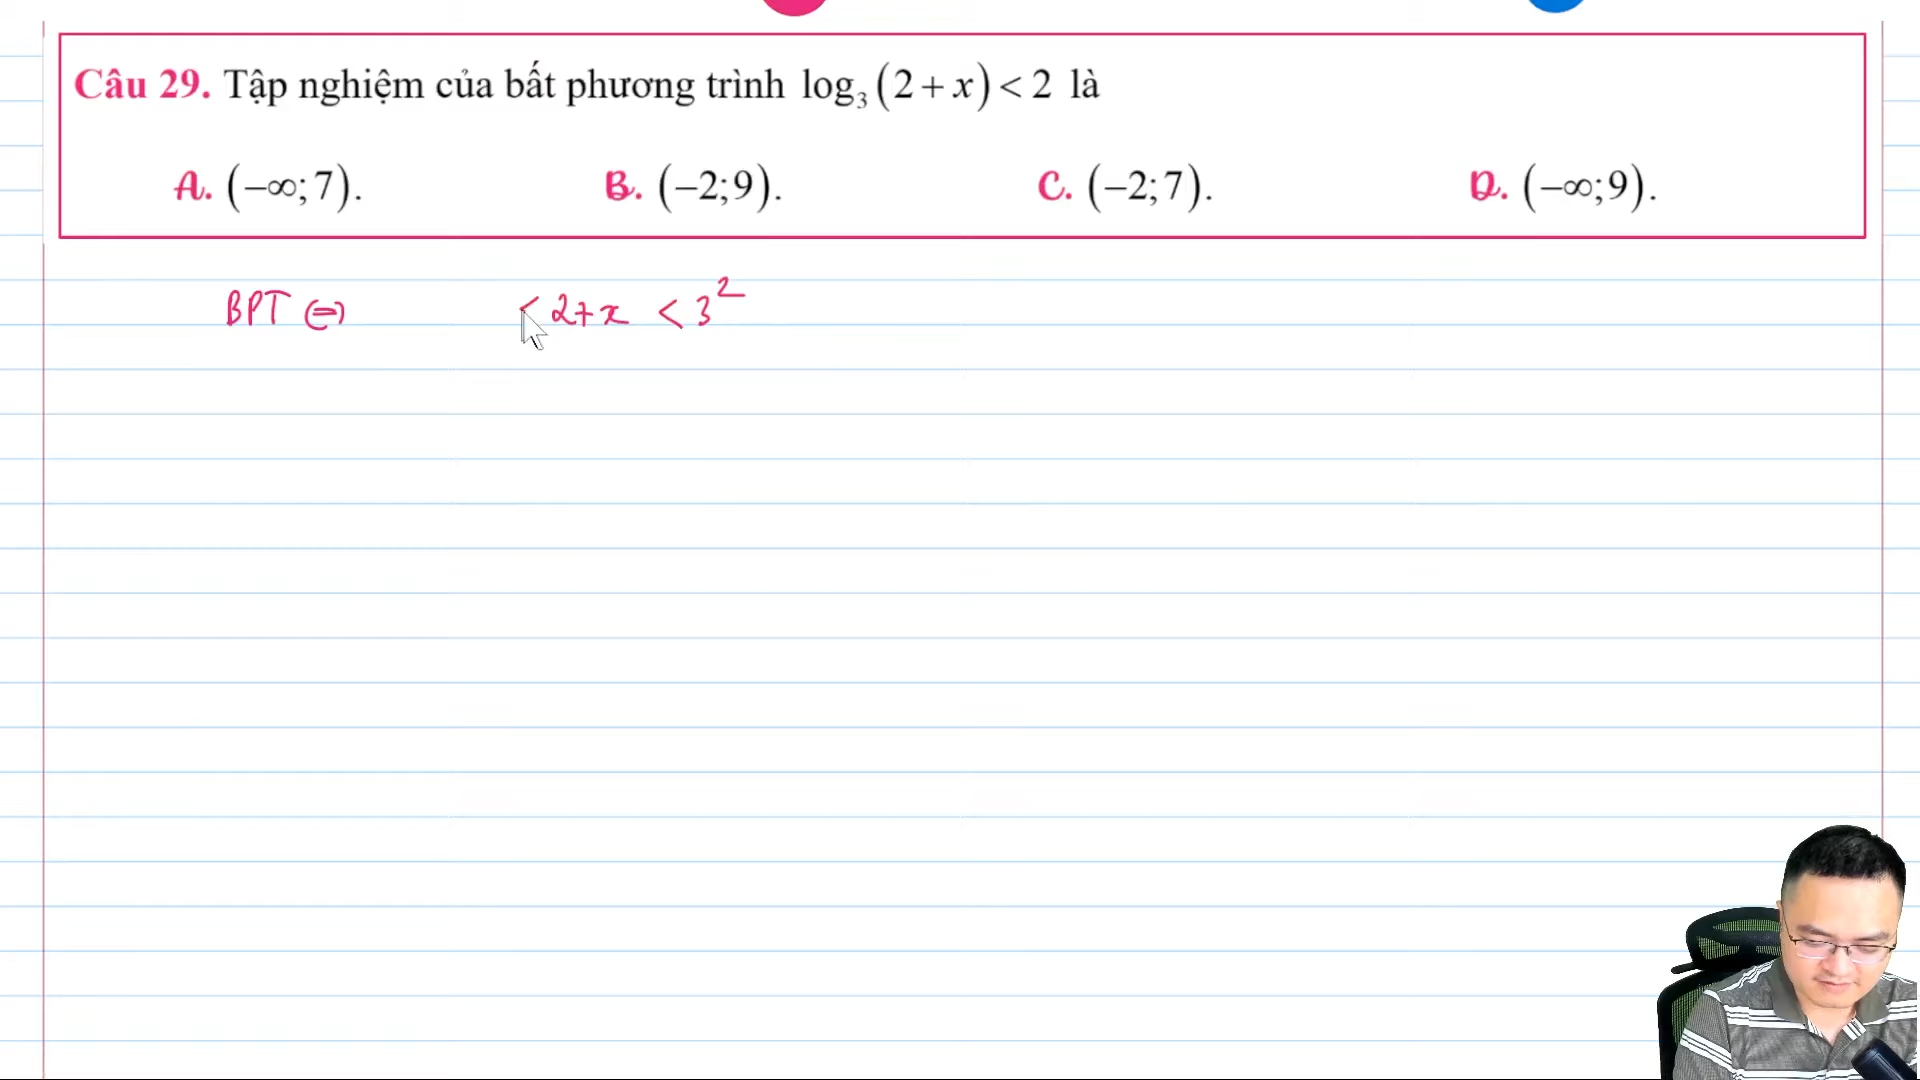 Câu 29. Tập nghiệm của bất phương trình log₃(2+x)<2 là
A. (−∞;7). B. (−2;9). C. (−2;7). D. (−∞;9).
BPT ⇔ < 2+x < 3²